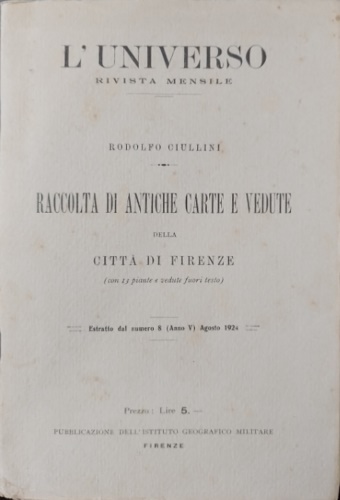 L'UNIVERSO
RIVISTA MENSILE
RODOLFO CIULLINI
RACCOLTA DI ANTICHE CARTE E VEDUTE
DELLA
CITTÀ DI FIRENZE
(con 13 piante e vedute fuori testo)
Estratto dal numero 8 (Anno V) Agosto 1924
Prezzo: Lire 5. —
PUBBLICAZIONE DELL'ISTITUTO GEOGRAFICO MILITARE
FIRENZE